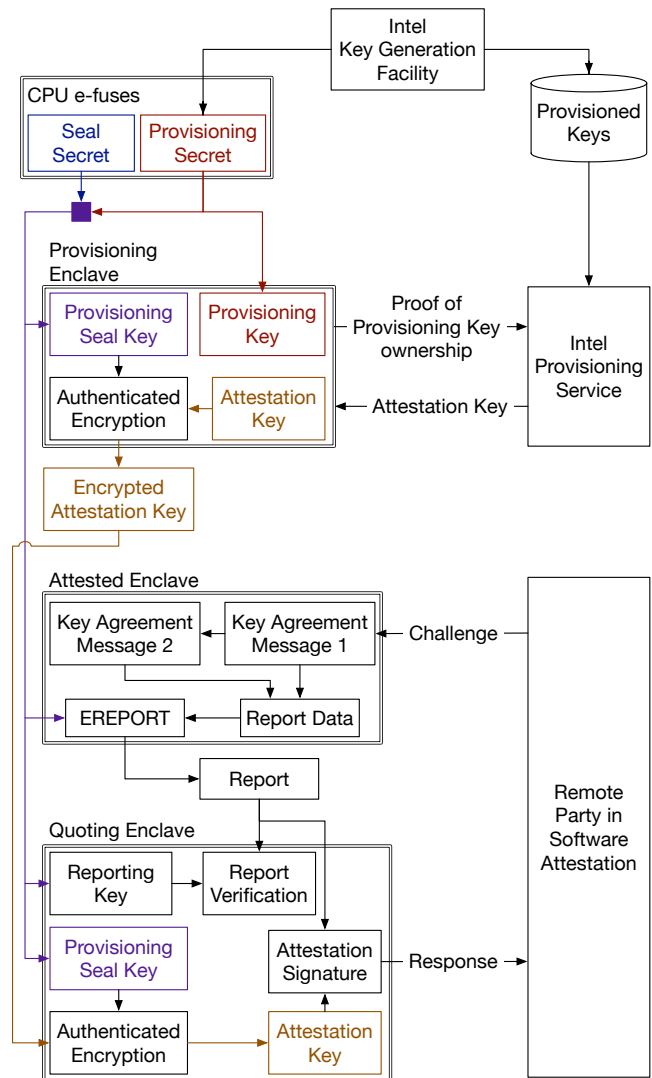 Intel
Key Generation
Facility
CPU e-fuses
Seal
Secret
Provisioning
Secret
Provisioned
Keys
Provisioning
Enclave
Provisioning
Seal Key
Provisioning
Key
Proof of
Provisioning Key
ownership
Intel
Provisioning
Service
Authenticated
Encryption
Attestation
Key
Attestation Key
Encrypted
Attestation Key
Attested Enclave
Key Agreement
Message 2
Key Agreement
Message 1
Challenge
EREPORT
Report Data
Report
Remote
Party in
Software
Attestation
Quoting Enclave
Reporting
Key
Report
Verification
Provisioning
Seal Key
Attestation
Signature
Response
Authenticated
Encryption
Attestation
Key